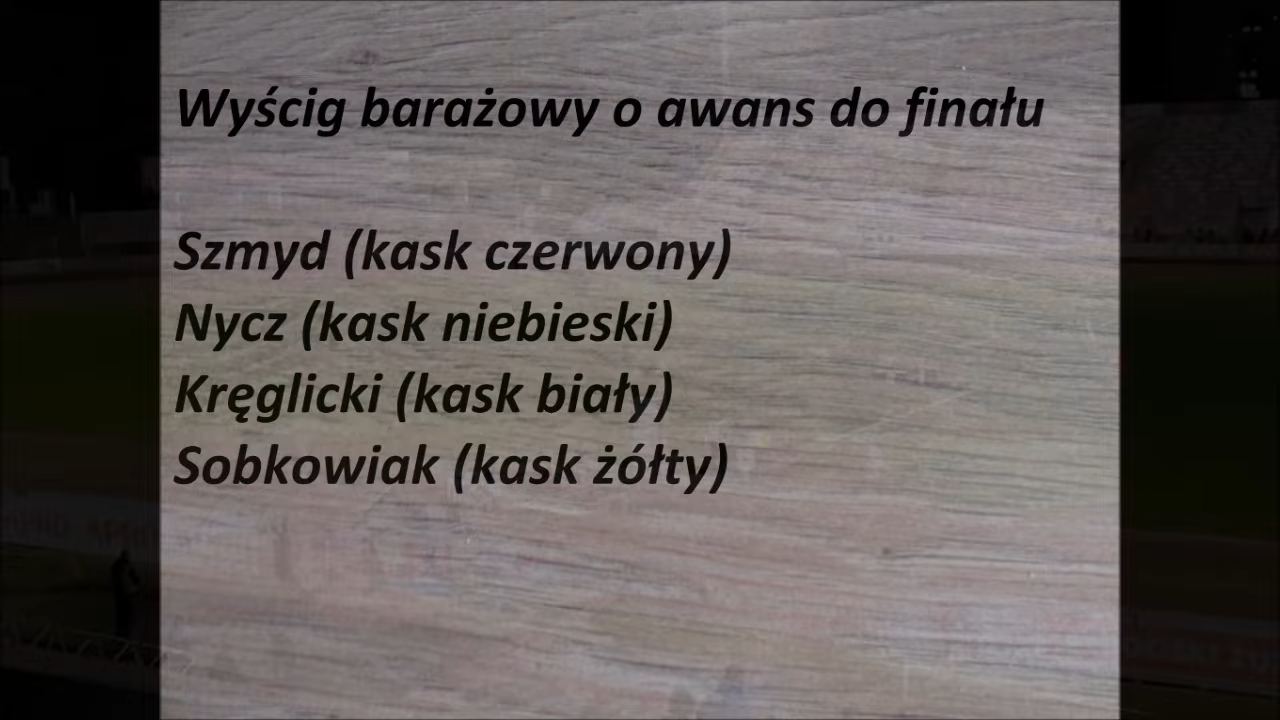 Wyścig barażowy o awans do finału
Szmyd (kask czerwony)
Nycz (kask niebieski)
Kręglicki (kask biały)
Sobkowiak (kask żółty)